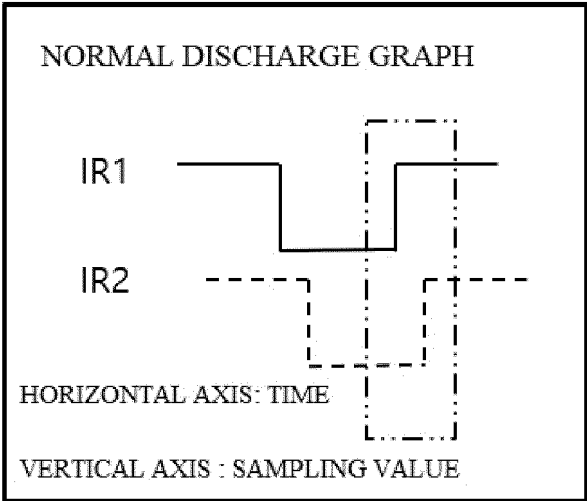 NORMAL DISCHARGE GRAPH
IR1
IR2
HORIZONTAL AXIS: TIME
VERTICAL AXIS : SAMPLING VALUE